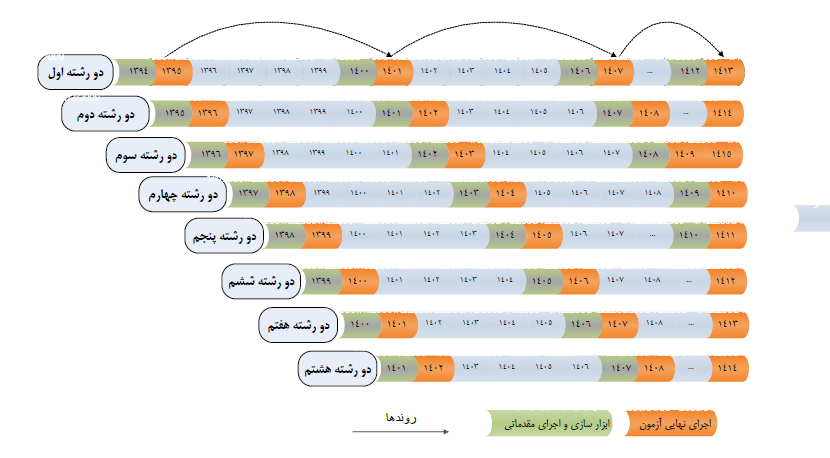 دو رشته اول ۱۳۹۴ ۱۳۹۵ ۱۳۹۶ ۱۳۹۷ ۱۳۹۸ ۱۳۹۹ ۱۴۰۰ ۱۴۰۱ ۱۴۰۲ ۱۴۰۳ ۱۴۰۴ ۱۴۰۵ ۱۴۰۶ ۱۴۰۷ ... ۱۴۱۲ ۱۴۱۳
دو رشته دوم ۱۳۹۵ ۱۳۹۶ ۱۳۹۷ ۱۳۹۸ ۱۳۹۹ ۱۴۰۰ ۱۴۰۱ ۱۴۰۲ ۱۴۰۳ ۱۴۰۴ ۱۴۰۵ ۱۴۰۶ ۱۴۰۷ ۱۴۰۸ ... ۱۴۱۴
دو رشته سوم ۱۳۹۶ ۱۳۹۷ ۱۳۹۸ ۱۳۹۹ ۱۴۰۰ ۱۴۰۱ ۱۴۰۲ ۱۴۰۳ ۱۴۰۴ ۱۴۰۵ ۱۴۰۶ ۱۴۰۷ ۱۴۰۸ ۱۴۰۹ ۱۴۱۵
دو رشته چهارم ۱۳۹۷ ۱۳۹۸ ۱۳۹۹ ۱۴۰۰ ۱۴۰۱ ۱۴۰۲ ۱۴۰۳ ۱۴۰۴ ۱۴۰۵ ۱۴۰۶ ۱۴۰۷ ۱۴۰۸ ۱۴۰۹ ۱۴۱۰
دو رشته پنجم ۱۳۹۸ ۱۳۹۹ ۱۴۰۰ ۱۴۰۱ ۱۴۰۲ ۱۴۰۳ ۱۴۰۴ ۱۴۰۵ ۱۴۰۶ ۱۴۰۷ ... ۱۴۱۰ ۱۴۱۱
دو رشته ششم ۱۳۹۹ ۱۴۰۰ ۱۴۰۱ ۱۴۰۲ ۱۴۰۳ ۱۴۰۴ ۱۴۰۵ ۱۴۰۶ ۱۴۰۷ ۱۴۰۸ ... ۱۴۱۲
دو رشته هفتم ۱۴۰۰ ۱۴۰۱ ۱۴۰۲ ۱۴۰۳ ۱۴۰۴ ۱۴۰۵ ۱۴۰۶ ۱۴۰۷ ۱۴۰۸ ... ۱۴۱۳
دو رشته هشتم ۱۴۰۱ ۱۴۰۲ ۱۴۰۳ ۱۴۰۴ ۱۴۰۵ ۱۴۰۶ ۱۴۰۷ ۱۴۰۸ ... ۱۴۱۴
اجرای نهایی آزمون ابزار سازی و اجرای مقدماتی روندها